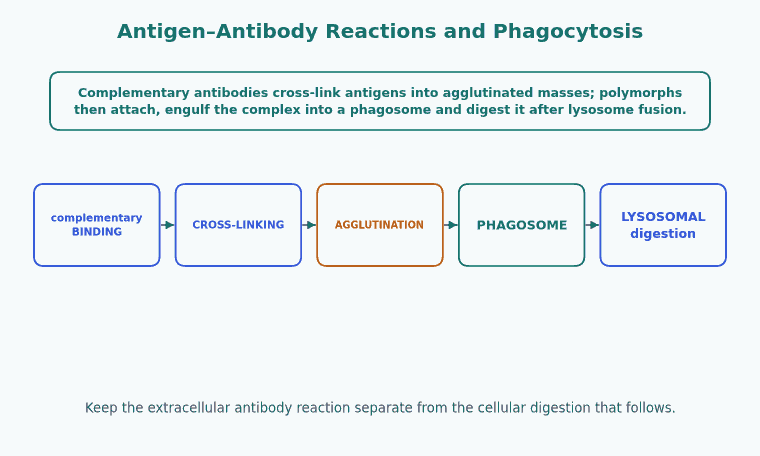 Antigen–Antibody Reactions and Phagocytosis
Complementary antibodies cross-link antigens into agglutinated masses; polymorphs
then attach, engulf the complex into a phagosome and digest it after lysosome fusion.
complementary
BINDING
CROSS-LINKING
AGGLUTINATION
PHAGOSOME
LYSOSOMAL
digestion
Keep the extracellular antibody reaction separate from the cellular digestion that follows.